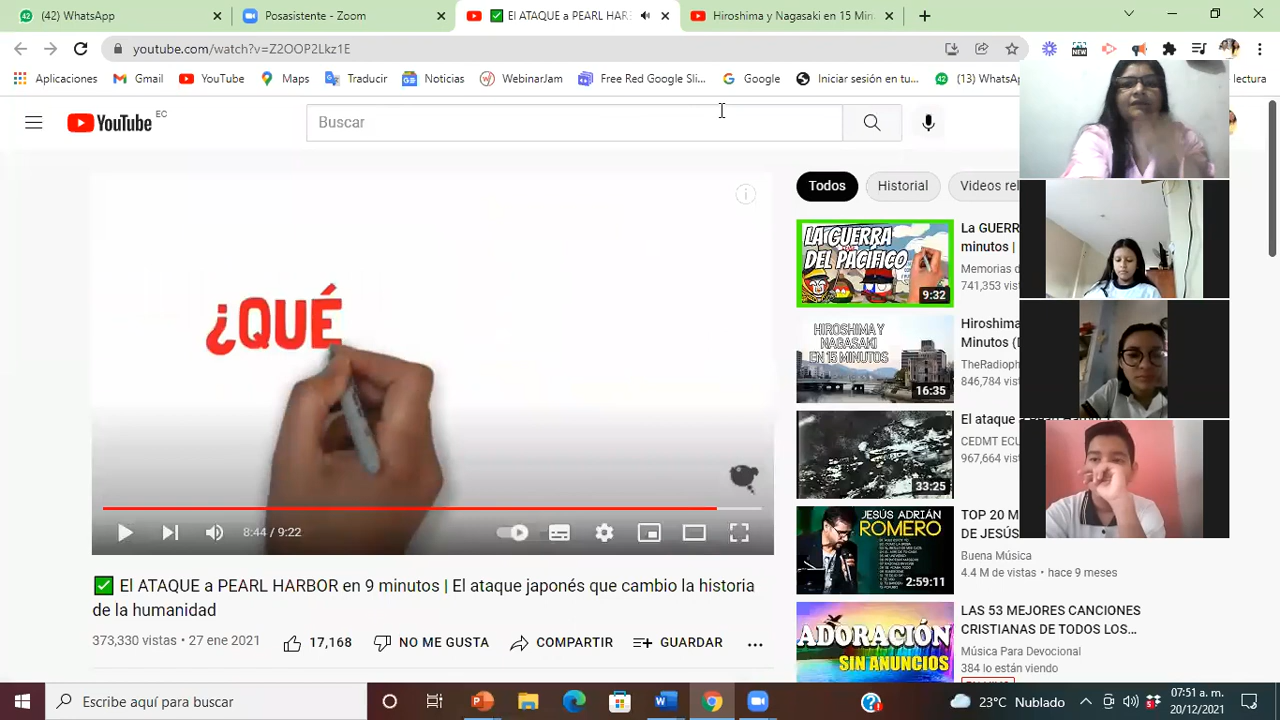 (42) WhatsApp
Zoom - Zoom
✅ El ATAQUE a PEARL HAR
Hiroshima y Nagasaki en 15 Min
youtube.com/watch?v=Z2OOP2Lkz1E
Aplicaciones
Gmail
YouTube
Maps
Traducir
Noticias
WebinarJam
Free Red Google Sli...
Google
Iniciar sesión en tu...
(13) WhatsA
lectura
NEW
YouTube EC
Buscar
Todos
Historial
Videos rel
¿QUÉ
8:44 / 9:22
✅ El ATAQUE a PEARL HARBOR en 9 minutos | El ataque japonés que cambio la historia
de la humanidad
373,330 vistas • 27 ene 2021
17,168
NO ME GUSTA
COMPARTIR
GUARDAR
LA GUERRA
DEL PACIFICO
9:32
La GUERR
minutos |
Memorias d
741,353 vist
HIROSHIMA Y
NAGASAKI
EN 15 MINUTOS
16:35
Hiroshima
Minutos (
TheRadioph
846,784 vist
33:25
El ataque a
CEDMT ECU
967,664 vist
JESÚS ADRIÁN
ROMERO
2:59:11
TOP 20 M
DE JESÚS
Buena Música
4.4 M de vistas • hace 9 meses
ADORACIÓN
SIN ANUNCIOS
LAS 53 MEJORES CANCIONES
CRISTIANAS DE TODOS LOS...
Música Para Devocional
384 lo están viendo
Escribe aquí para buscar
23°C Nublado
07:51 a. m.
20/12/2021